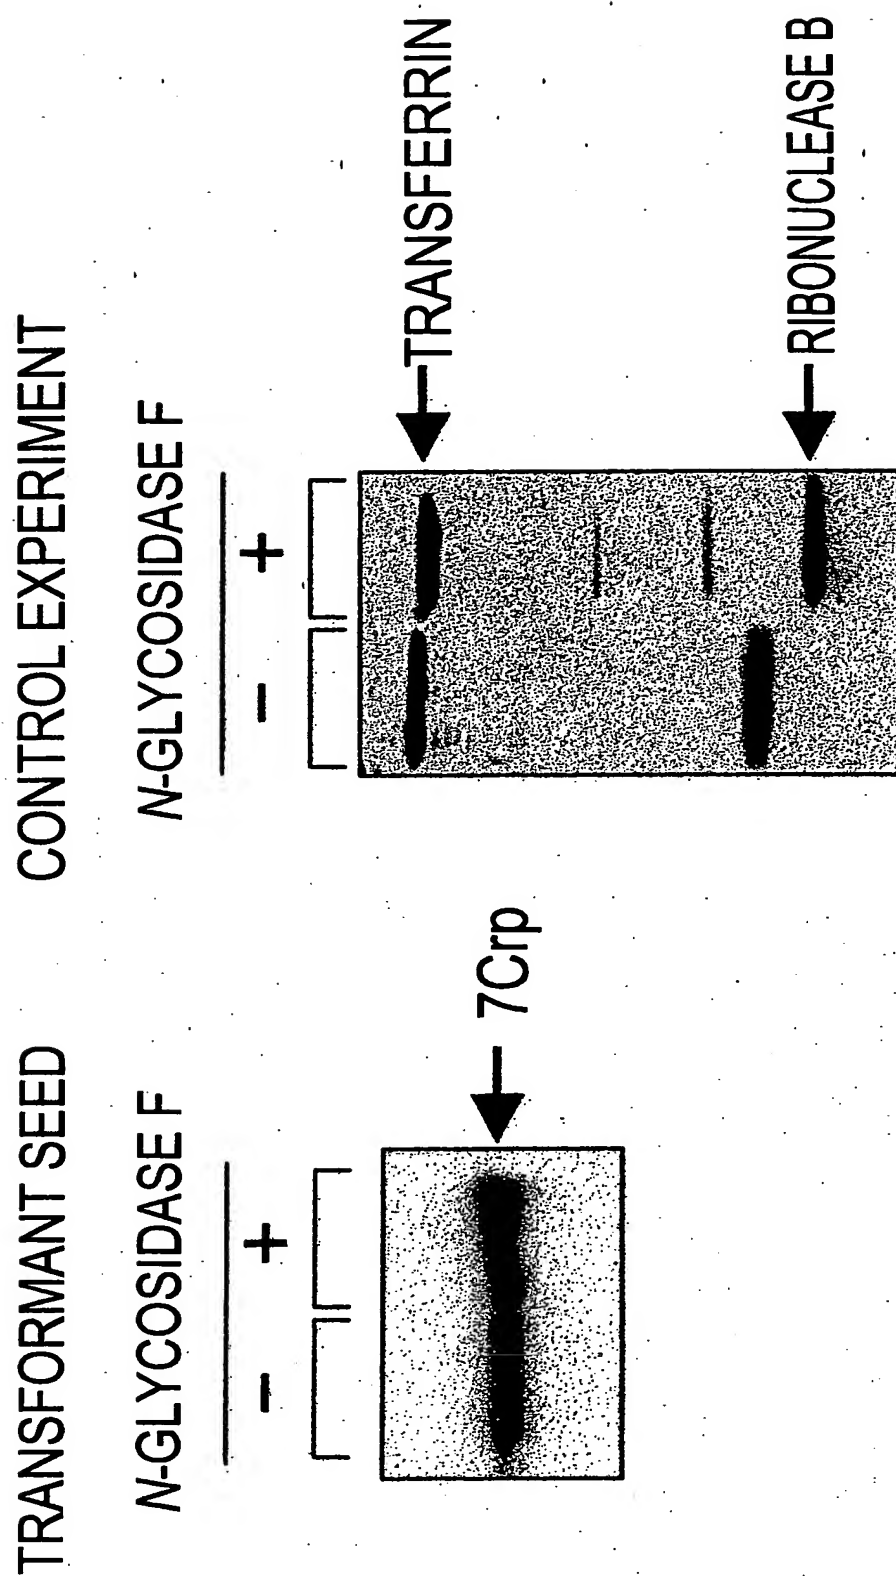 TRANSFORMANT SEED
N-GLYCOSIDASE F
− +
7Crp
CONTROL EXPERIMENT
N-GLYCOSIDASE F
− +
TRANSFERRIN
RIBONUCLEASE B